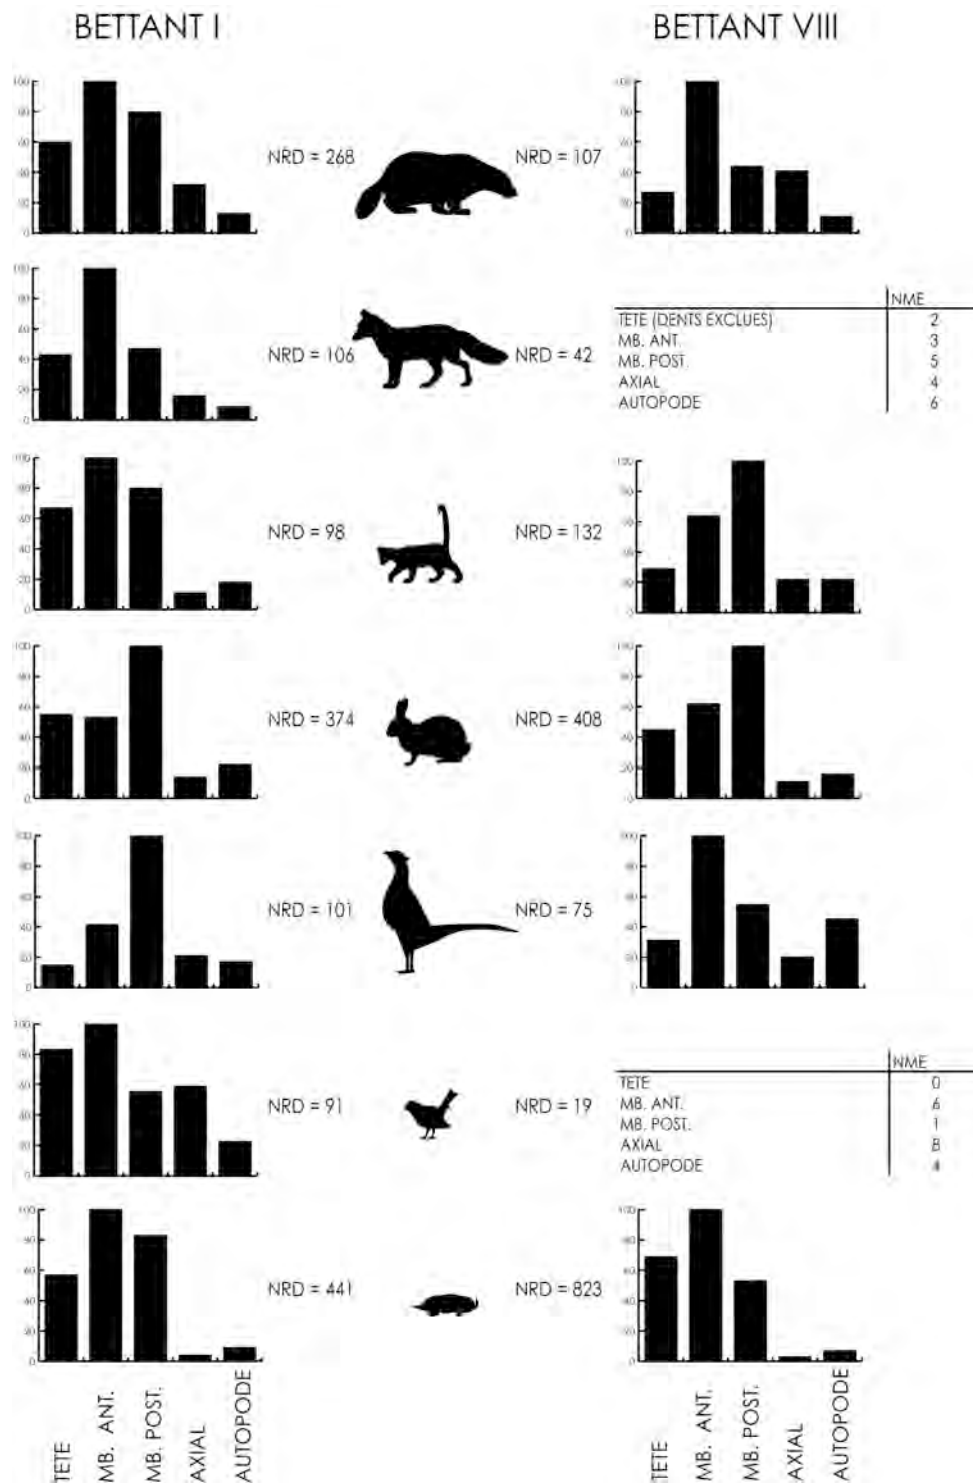 BETTANT I
BETTANT VIII
NRD = 268
NRD = 107
NRD = 106
NRD = 42
NME
TETE (DENTS EXCLUES) 2
MB. ANT. 3
MB. POST. 5
AXIAL 4
AUTOPODE 6
NRD = 98
NRD = 132
NRD = 374
NRD = 408
NRD = 101
NRD = 75
NRD = 91
NRD = 19
NME
TETE 0
MB. ANT. 6
MB. POST. 1
AXIAL 8
AUTOPODE 4
NRD = 441
NRD = 823
TETE
MB. ANT.
MB. POST.
AXIAL
AUTOPODE
TETE
MB. ANT.
MB. POST.
AXIAL
AUTOPODE